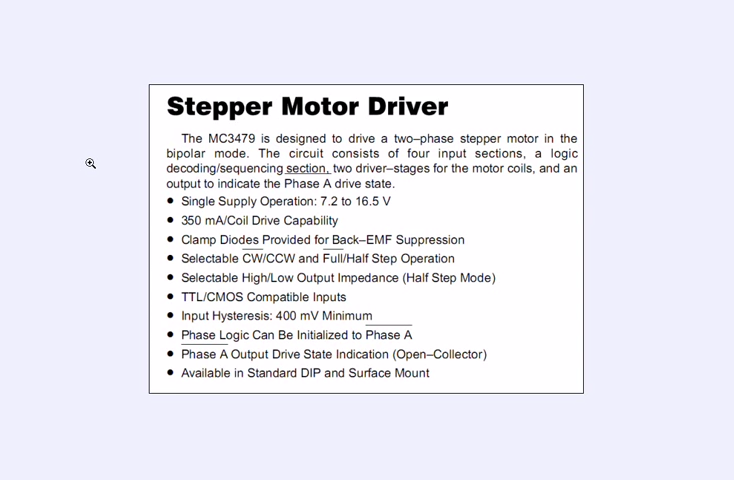 Stepper Motor Driver
The MC3479 is designed to drive a two–phase stepper motor in the
bipolar mode. The circuit consists of four input sections, a logic
decoding/sequencing section, two driver–stages for the motor coils, and an
output to indicate the Phase A drive state.
• Single Supply Operation: 7.2 to 16.5 V
• 350 mA/Coil Drive Capability
• Clamp Diodes Provided for Back–EMF Suppression
• Selectable CW/CCW and Full/Half Step Operation
• Selectable High/Low Output Impedance (Half Step Mode)
• TTL/CMOS Compatible Inputs
• Input Hysteresis: 400 mV Minimum
• Phase Logic Can Be Initialized to Phase A
• Phase A Output Drive State Indication (Open–Collector)
• Available in Standard DIP and Surface Mount